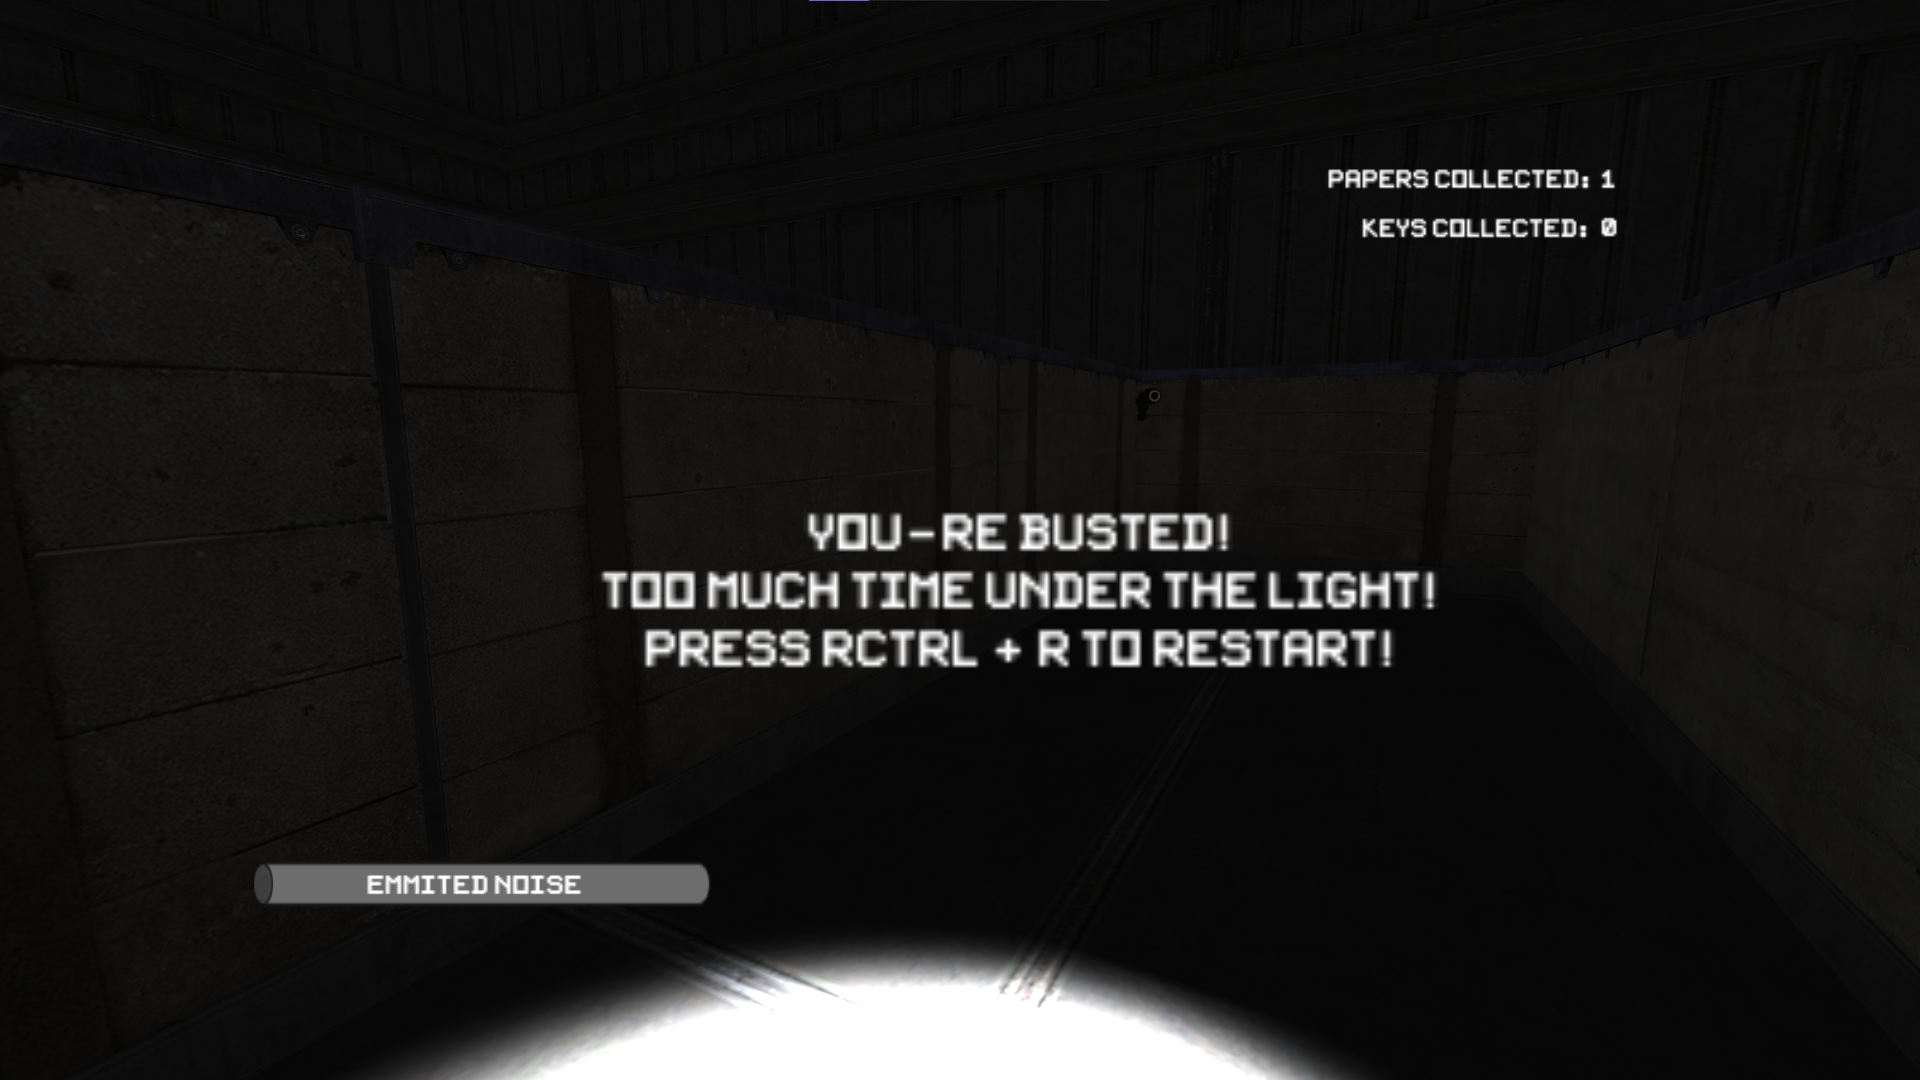 PAPERS COLLECTED: 1
KEYS COLLECTED: 0
YOU-RE BUSTED!
TOO MUCH TIME UNDER THE LIGHT!
PRESS RCTRL + R TO RESTART!
EMMITED NOISE